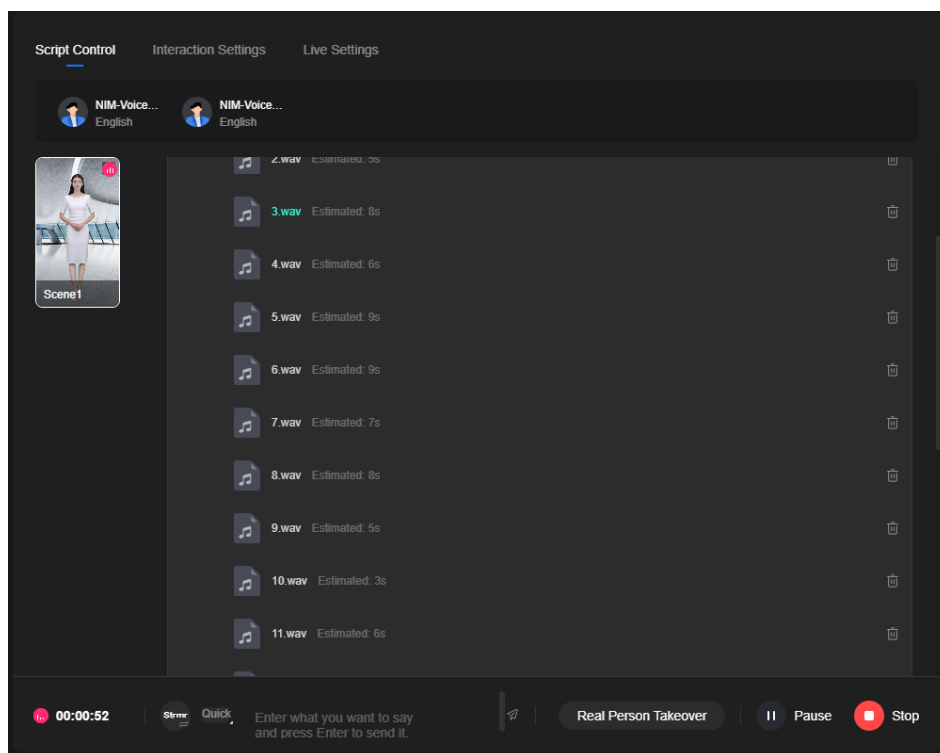 Script Control Interaction Settings Live Settings
NIM-Voice... NIM-Voice...
English English
2.wav Estimated: 5s
3.wav Estimated: 8s
4.wav Estimated: 6s
5.wav Estimated: 9s
6.wav Estimated: 9s
7.wav Estimated: 7s
8.wav Estimated: 8s
9.wav Estimated: 5s
10.wav Estimated: 3s
11.wav Estimated: 6s
Scene1
00:00:52 Strmr Quick Enter what you want to say
and press Enter to send it.
Real Person Takeover Pause Stop